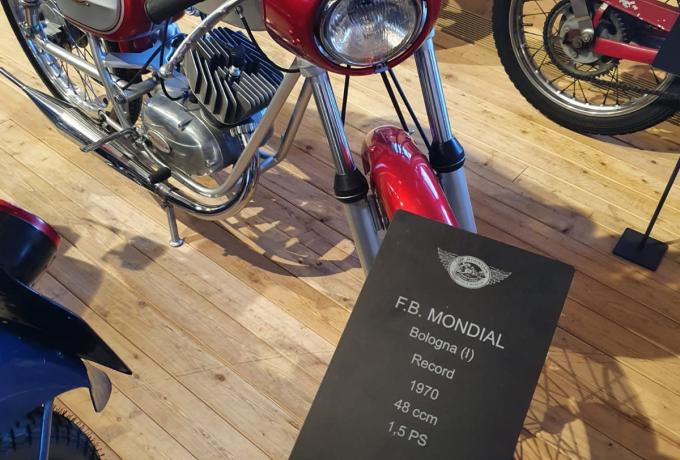 F.B. MONDIAL
Bologna (I)
Record
1970
48 ccm
1,5 PS